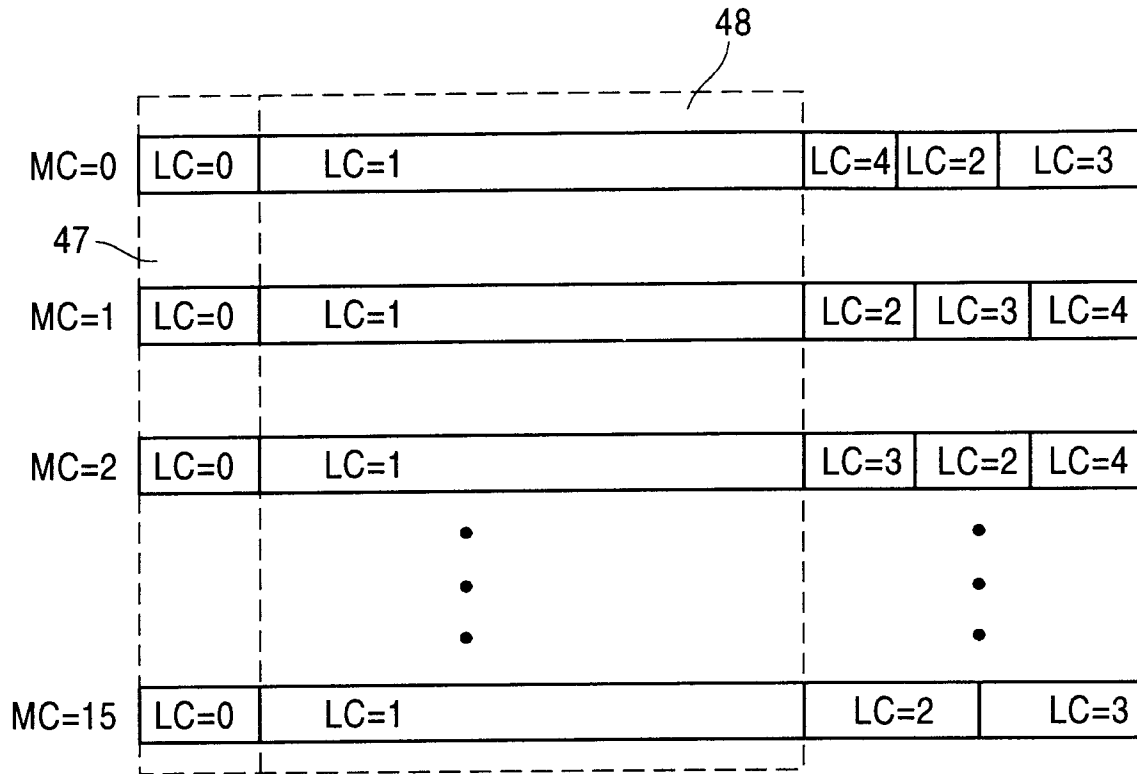 48
MC=0 LC=0 LC=1 LC=4 LC=2 LC=3
47
MC=1 LC=0 LC=1 LC=2 LC=3 LC=4
MC=2 LC=0 LC=1 LC=3 LC=2 LC=4
MC=15 LC=0 LC=1 LC=2 LC=3